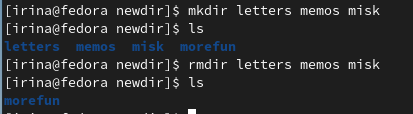 [irina@fedora newdir]$ mkdir letters memos misk
[irina@fedora newdir]$ ls
letters  memos  misk  morefun
[irina@fedora newdir]$ rmdir letters memos misk
[irina@fedora newdir]$ ls
morefun
[irina@fedora newdir]$